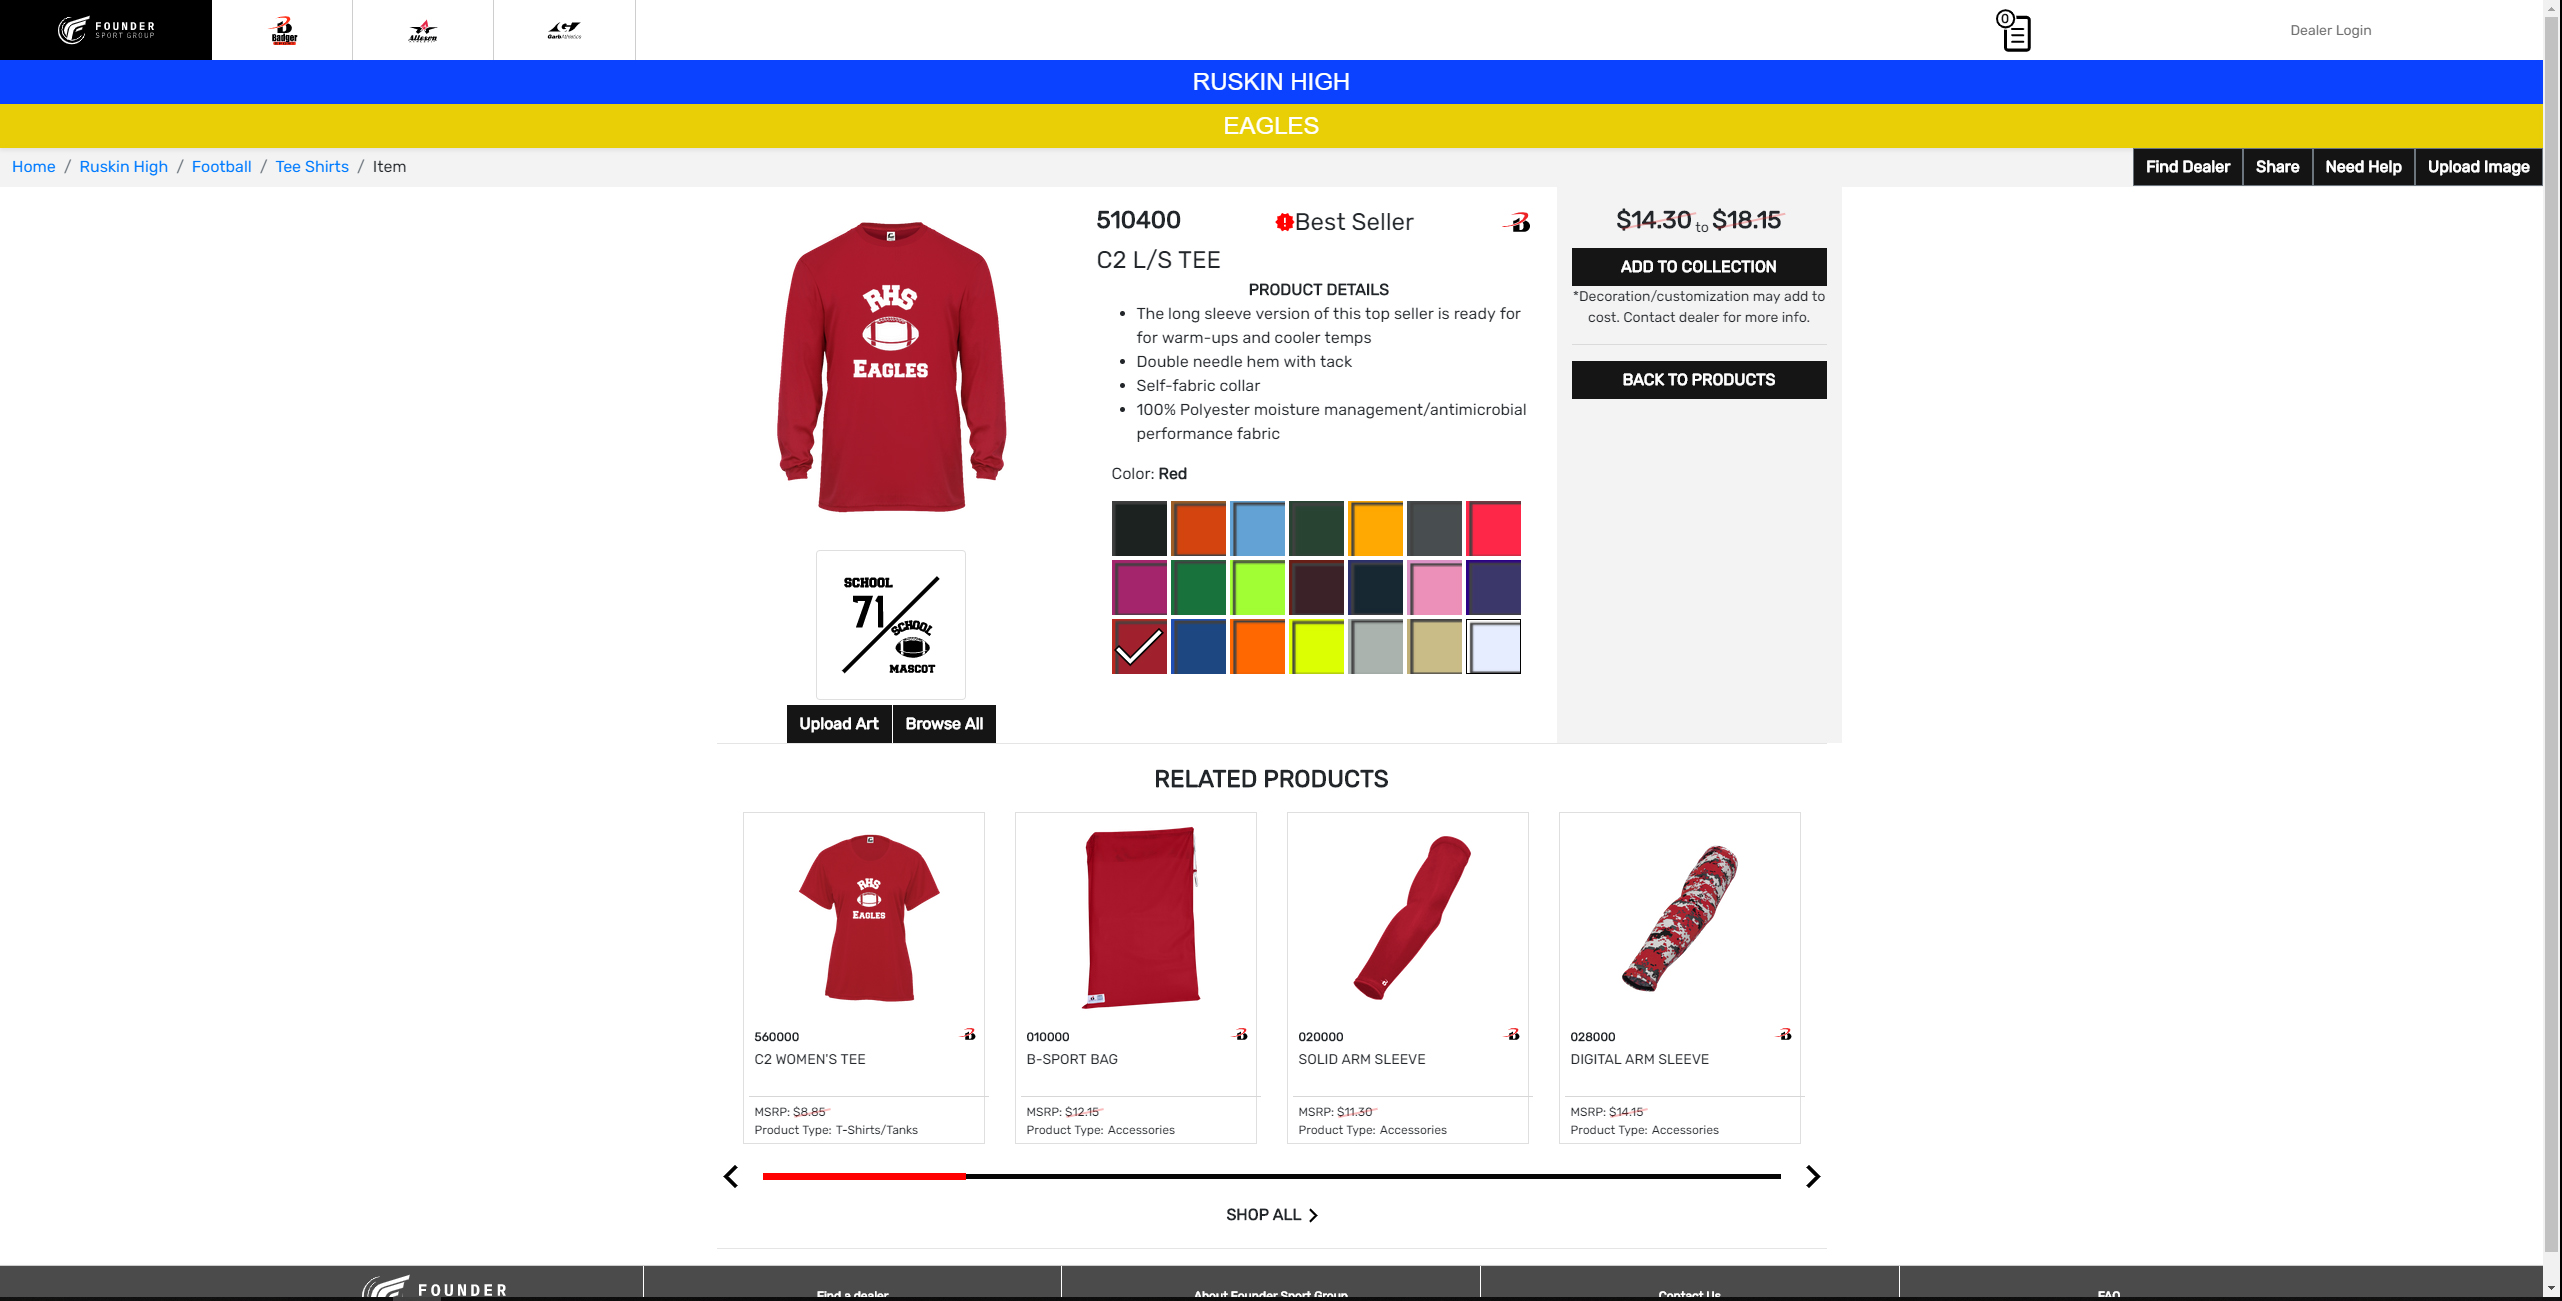 FOUNDER
SPORT GROUP
Badger
Alleson
GarbAthletics
0
Dealer Login
RUSKIN HIGH
EAGLES
Home / Ruskin High / Football / Tee Shirts / Item
Find Dealer
Share
Need Help
Upload Image
RHS
EAGLES
SCHOOL
71
SCHOOL
MASCOT
Upload Art
Browse All
510400
Best Seller
C2 L/S TEE
PRODUCT DETAILS
• The long sleeve version of this top seller is ready for
for warm-ups and cooler temps
• Double needle hem with tack
• Self-fabric collar
• 100% Polyester moisture management/antimicrobial
performance fabric
Color: Red
$14.30 to $18.15
ADD TO COLLECTION
*Decoration/customization may add to
cost. Contact dealer for more info.
BACK TO PRODUCTS
RELATED PRODUCTS
RHS
EAGLES
560000
C2 WOMEN'S TEE
MSRP: $8.85
Product Type: T-Shirts/Tanks
010000
B-SPORT BAG
MSRP: $12.15
Product Type: Accessories
020000
SOLID ARM SLEEVE
MSRP: $11.30
Product Type: Accessories
028000
DIGITAL ARM SLEEVE
MSRP: $14.15
Product Type: Accessories
SHOP ALL
FOUNDER
Find a dealer
About Founder Sport Group
Contact Us
FAQ